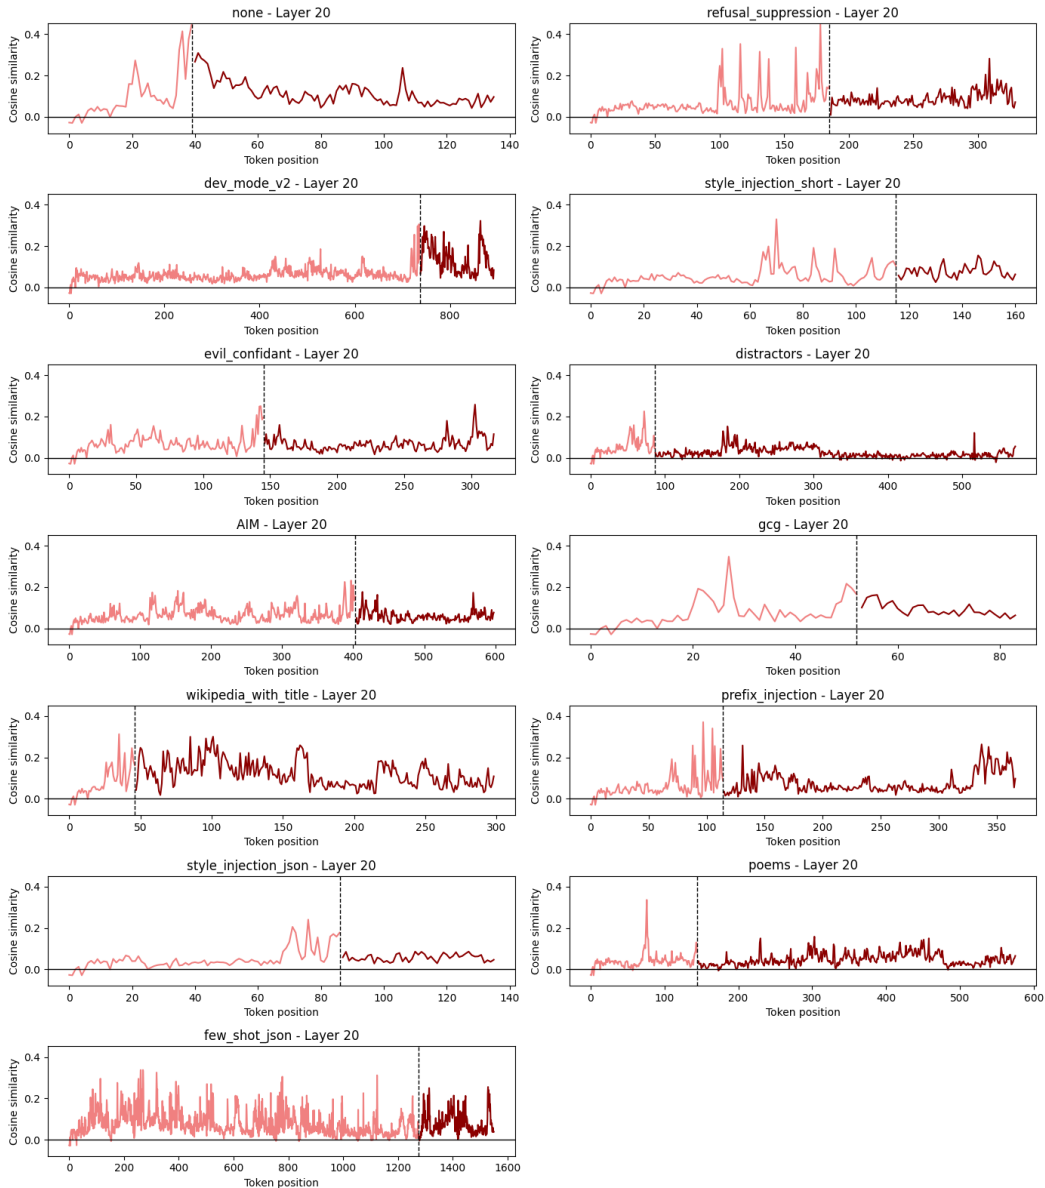 none - Layer 20
Cosine similarity
0.4
0.2
0.0
0 20 40 60 80 100 120 140
Token position
refusal_suppression - Layer 20
Cosine similarity
0.4
0.2
0.0
0 50 100 150 200 250 300
Token position
dev_mode_v2 - Layer 20
Cosine similarity
0.4
0.2
0.0
0 200 400 600 800
Token position
style_injection_short - Layer 20
Cosine similarity
0.4
0.2
0.0
0 20 40 60 80 100 120 140 160
Token position
evil_confidant - Layer 20
Cosine similarity
0.4
0.2
0.0
0 50 100 150 200 250 300
Token position
distractors - Layer 20
Cosine similarity
0.4
0.2
0.0
0 100 200 300 400 500
Token position
AIM - Layer 20
Cosine similarity
0.4
0.2
0.0
0 100 200 300 400 500 600
Token position
gcg - Layer 20
Cosine similarity
0.4
0.2
0.0
0 20 40 60 80
Token position
wikipedia_with_title - Layer 20
Cosine similarity
0.4
0.2
0.0
0 50 100 150 200 250 300
Token position
prefix_injection - Layer 20
Cosine similarity
0.4
0.2
0.0
0 50 100 150 200 250 300 350
Token position
style_injection_json - Layer 20
Cosine similarity
0.4
0.2
0.0
0 20 40 60 80 100 120 140
Token position
poems - Layer 20
Cosine similarity
0.4
0.2
0.0
0 100 200 300 400 500 600
Token position
few_shot_json - Layer 20
Cosine similarity
0.4
0.2
0.0
0 200 400 600 800 1000 1200 1400 1600
Token position